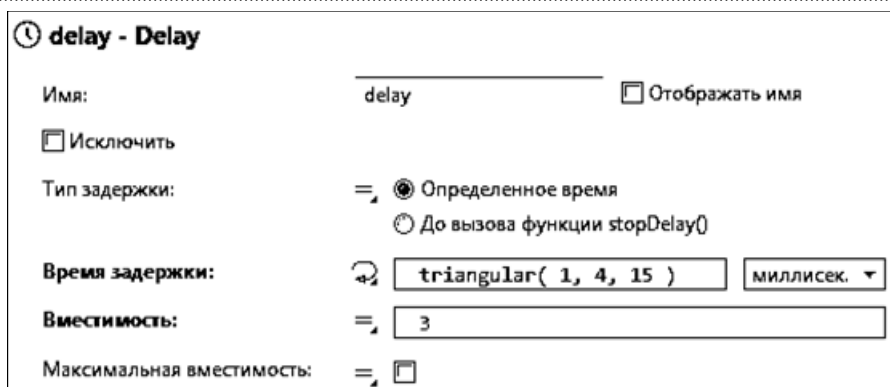 delay - Delay
Имя: delay Отображать имя
Исключить
Тип задержки: = Определенное время
До вызова функции stopDelay()
Время задержки: triangular( 1, 4, 15 ) миллисек.
Вместимость: = 3
Максимальная вместимость: =